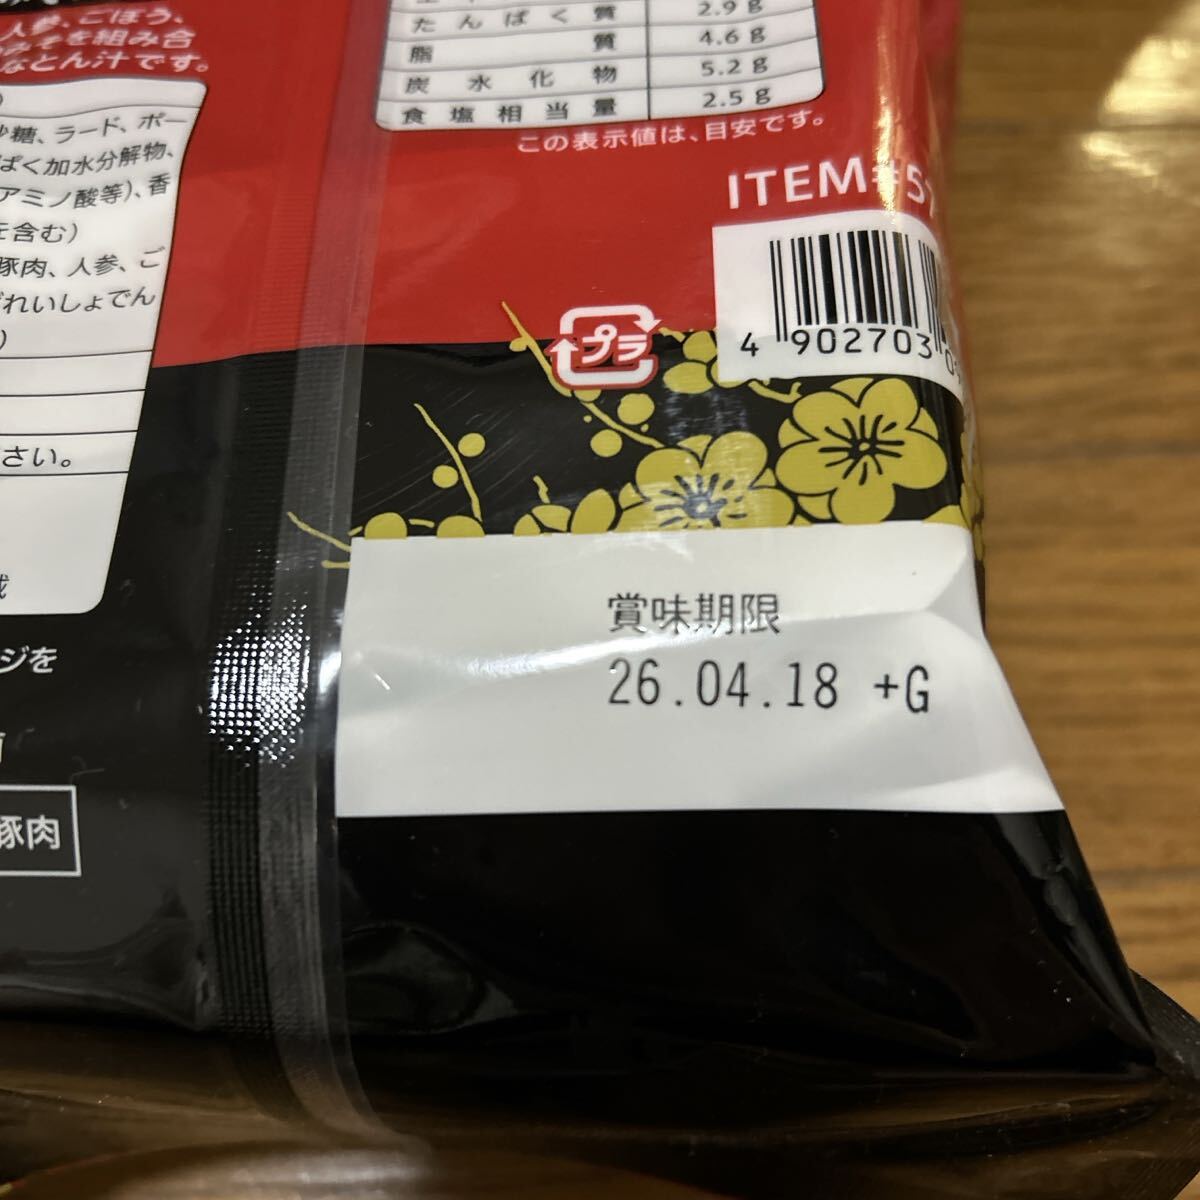 人参、ごぼう、
みそを組み合
なとん汁です。
砂糖、ラード、ポー
ぱく加水分解物、
アミノ酸等)、香
を含む)
豚肉、人参、ご
れいしょでん
さい。
ジを
豚肉
たんぱく質 2.9g
脂質 4.6g
炭水化物 5.2g
食塩相当量 2.5g
この表示値は、目安です。
ITEM#5
4 902703
プラ
賞味期限
26.04.18 +G